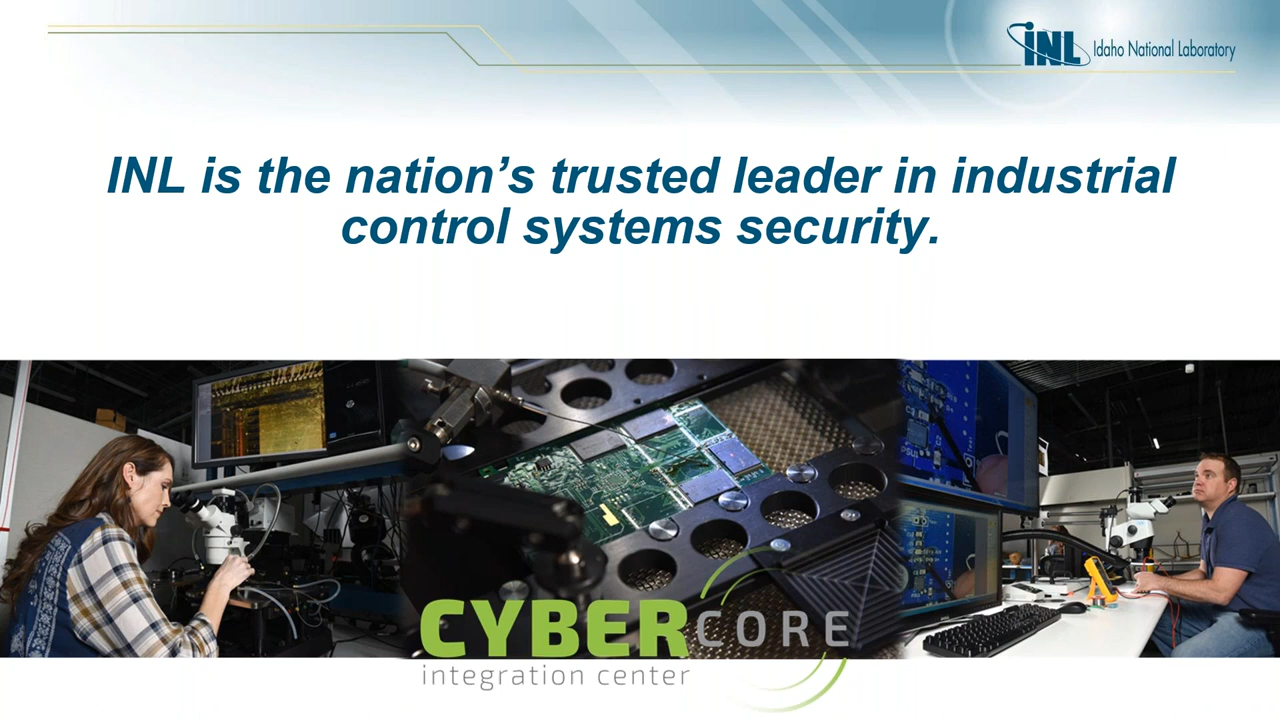 INL Idaho National Laboratory
INL is the nation’s trusted leader in industrial
control systems security.
CYBERCORE
integration center